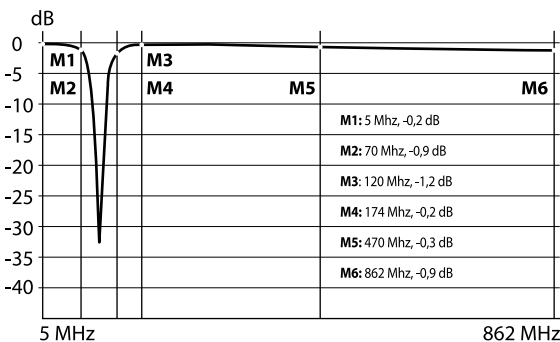 dB
0
-5
-10
-15
-20
-25
-30
-35
-40
M1
M2
M3
M4
M5
M6
M1: 5 Mhz, -0,2 dB
M2: 70 Mhz, -0,9 dB
M3: 120 Mhz, -1,2 dB
M4: 174 Mhz, -0,2 dB
M5: 470 Mhz, -0,3 dB
M6: 862 Mhz, -0,9 dB
5 MHz
862 MHz